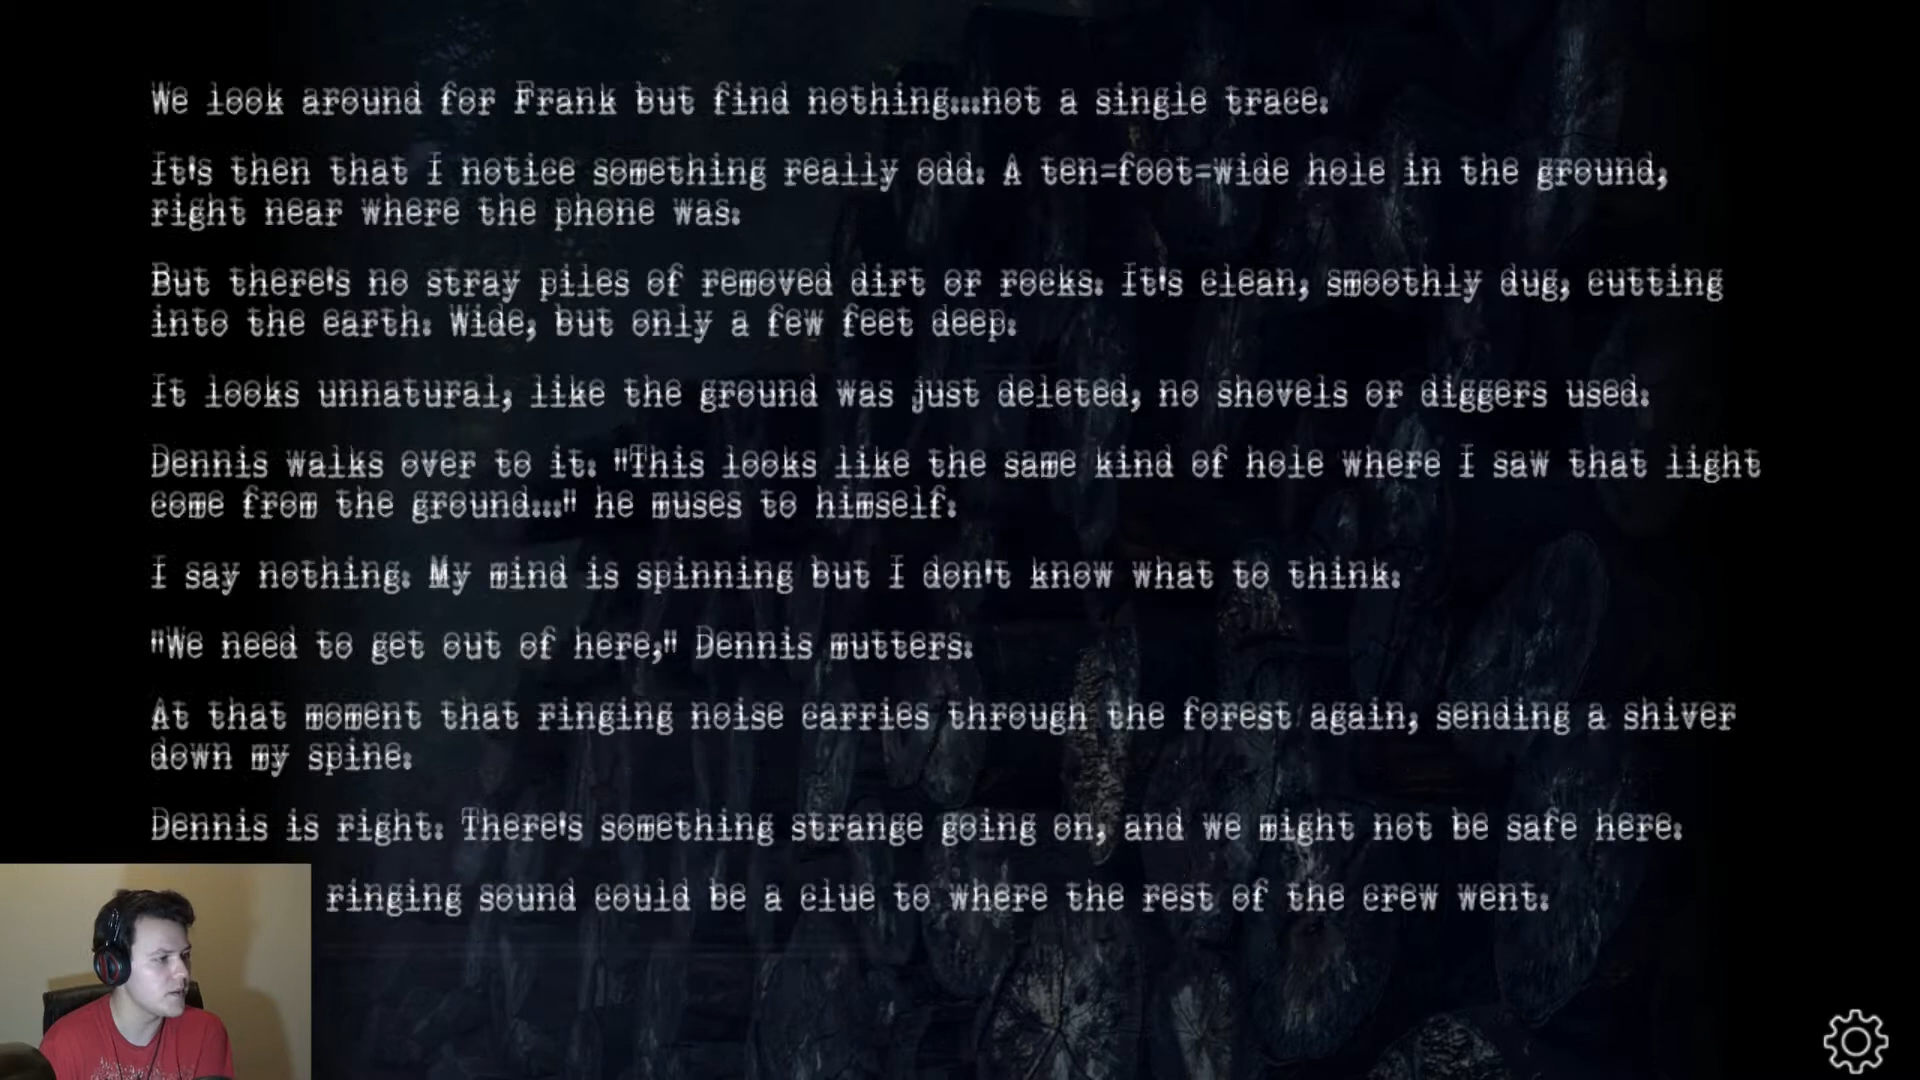 We look around for Frank but find nothing...not a single trace.
It's then that I notice something really odd. A ten-foot-wide hole in the ground,
right near where the phone was.
But there's no stray piles of removed dirt or rocks. It's clean, smoothly dug, cutting
into the earth. Wide, but only a few feet deep.
It looks unnatural, like the ground was just deleted, no shovels or diggers used.
Dennis walks over to it. "This looks like the same kind of hole where I saw that light
come from the ground..." he muses to himself.
I say nothing. My mind is spinning but I don't know what to think.
"We need to get out of here," Dennis mutters.
At that moment that ringing noise carries through the forest again, sending a shiver
down my spine.
Dennis is right. There's something strange going on, and we might not be safe here.
ringing sound could be a clue to where the rest of the crew went.